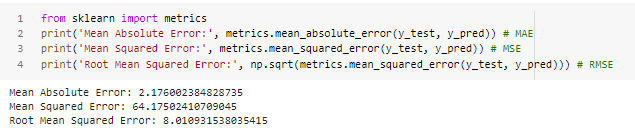 1 from sklearn import metrics
2 print('Mean Absolute Error:', metrics.mean_absolute_error(y_test, y_pred)) # MAE
3 print('Mean Squared Error:', metrics.mean_squared_error(y_test, y_pred)) # MSE
4 print('Root Mean Squared Error:', np.sqrt(metrics.mean_squared_error(y_test, y_pred))) # RMSE
Mean Absolute Error: 2.176002384828735
Mean Squared Error: 64.17502410709045
Root Mean Squared Error: 8.010931538035415